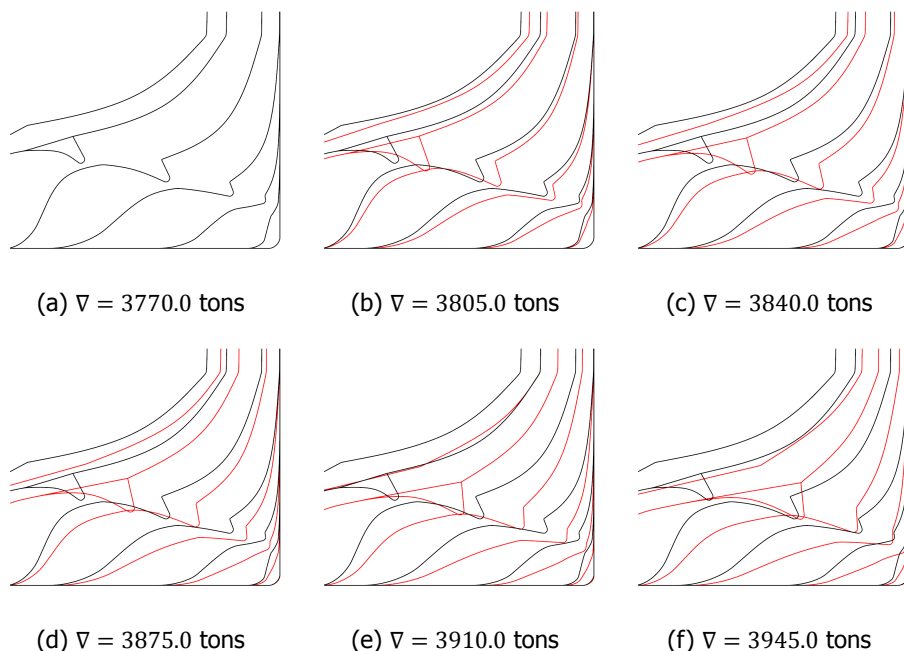 (a) ∇ = 3770.0 tons
(b) ∇ = 3805.0 tons
(c) ∇ = 3840.0 tons
(d) ∇ = 3875.0 tons
(e) ∇ = 3910.0 tons
(f) ∇ = 3945.0 tons